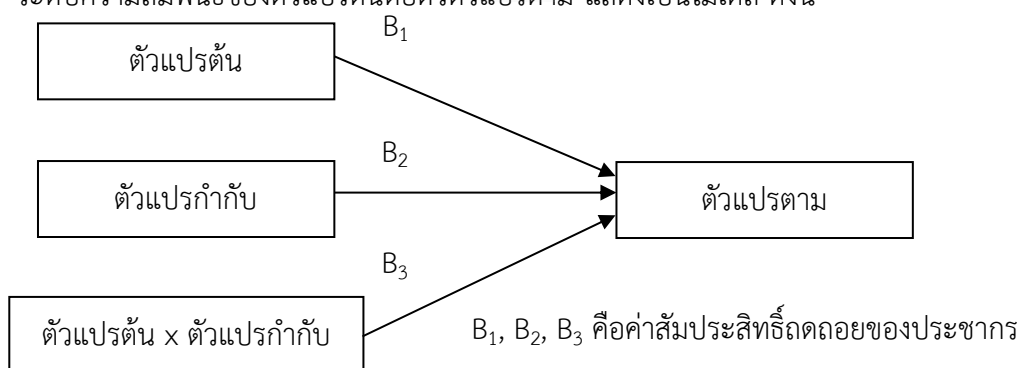 B₁
ตัวแปรต้น
B₂
ตัวแปรกำกับ
ตัวแปรตาม
B₃
ตัวแปรต้น x ตัวแปรกำกับ
B₁, B₂, B₃ คือค่าสัมประสิทธิ์ถดถอยของประชากร